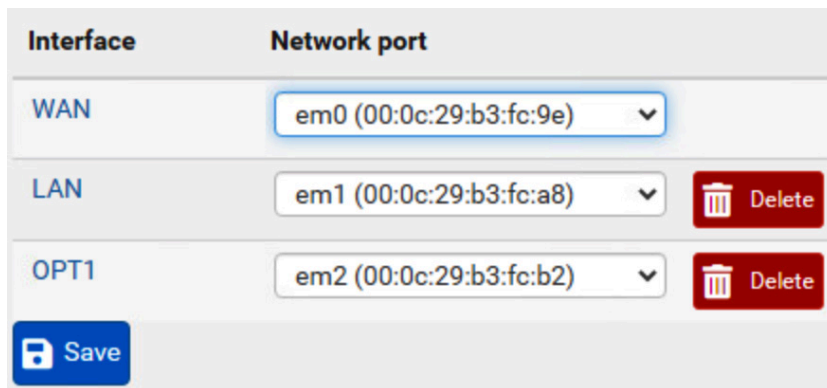 Interface Network port
WAN em0 (00:0c:29:b3:fc:9e)
LAN em1 (00:0c:29:b3:fc:a8) Delete
OPT1 em2 (00:0c:29:b3:fc:b2) Delete
Save